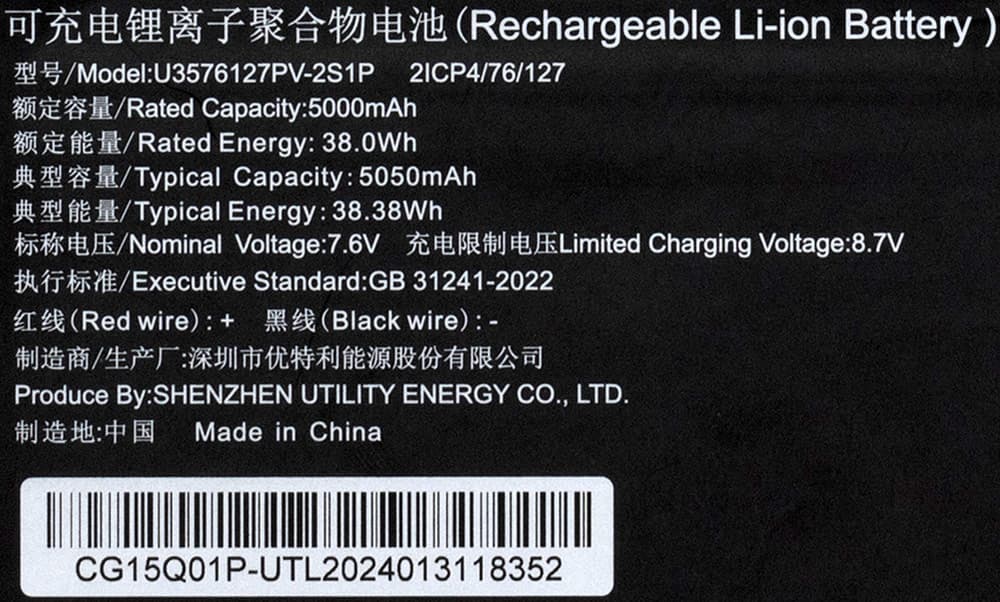 可充电锂离子聚合物电池(Rechargeable Li-ion Battery )
型号/Model:U3576127PV-2S1P 2ICP4/76/127
额定容量/Rated Capacity:5000mAh
额定能量/Rated Energy: 38.0Wh
典型容量/Typical Capacity:5050mAh
典型能量/Typical Energy:38.38Wh
标称电压/Nominal Voltage:7.6V 充电限制电压Limited Charging Voltage:8.7V
执行标准/Executive Standard:GB 31241-2022
红线(Red wire): + 黑线(Black wire): -
制造商/生产厂:深圳市优特利能源股份有限公司
Produce By:SHENZHEN UTILITY ENERGY CO., LTD.
制造地:中国 Made in China
CG15Q01P-UTL2024013118352